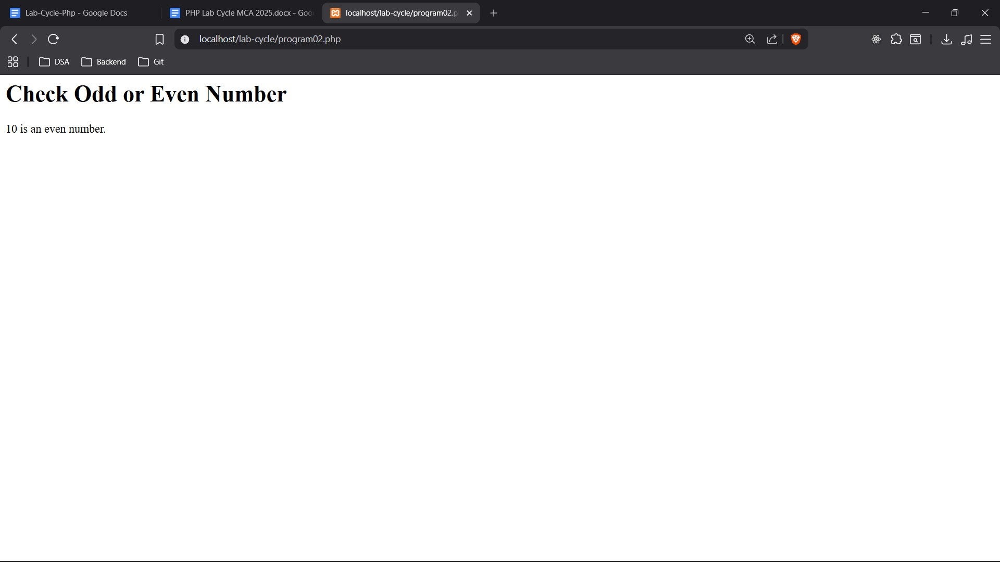 Lab-Cycle-Php - Google Docs
PHP Lab Cycle MCA 2025.docx - Goo
localhost/lab-cycle/program02.p
localhost/lab-cycle/program02.php
DSA
Backend
Git
Check Odd or Even Number
10 is an even number.